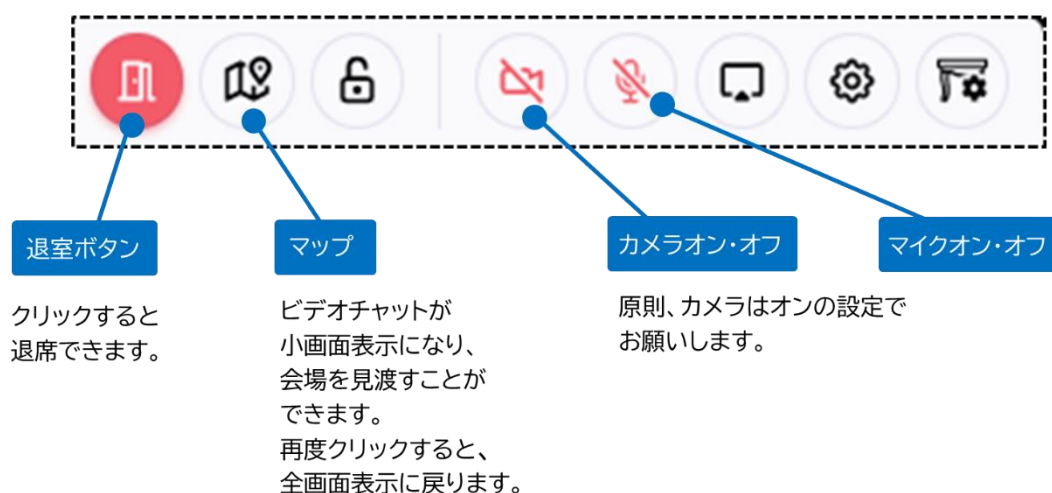 退室ボタン
クリックすると
退席できます。
マップ
ビデオチャットが
小画面表示になり、
会場を見渡すことが
できます。
再度クリックすると、
全画面表示に戻ります。
カメラオン・オフ
原則、カメラはオンの設定で
お願いします。
マイクオン・オフ